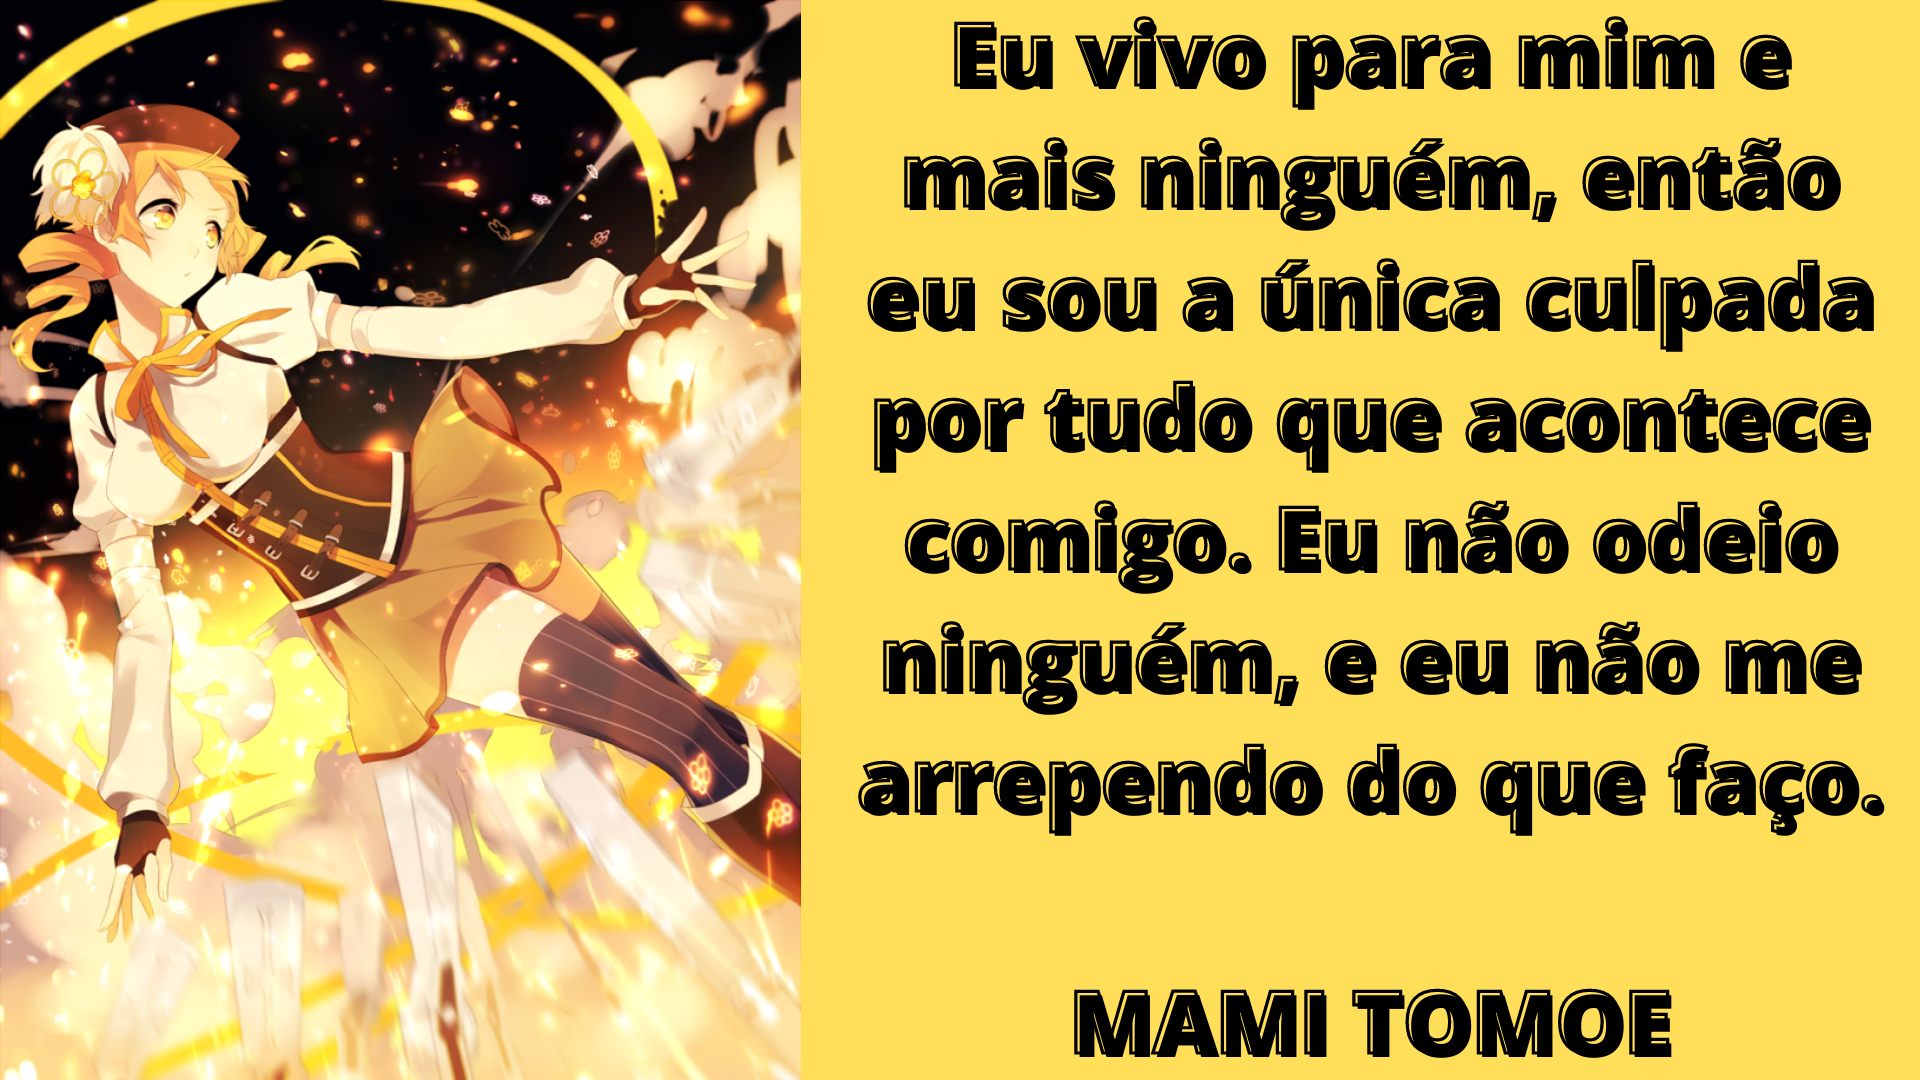 Eu vivo para mim e
mais ninguém, então
eu sou a única culpada
por tudo que acontece
comigo. Eu não odeio
ninguém, e eu não me
arrependo do que faço.
MAMI TOMOE